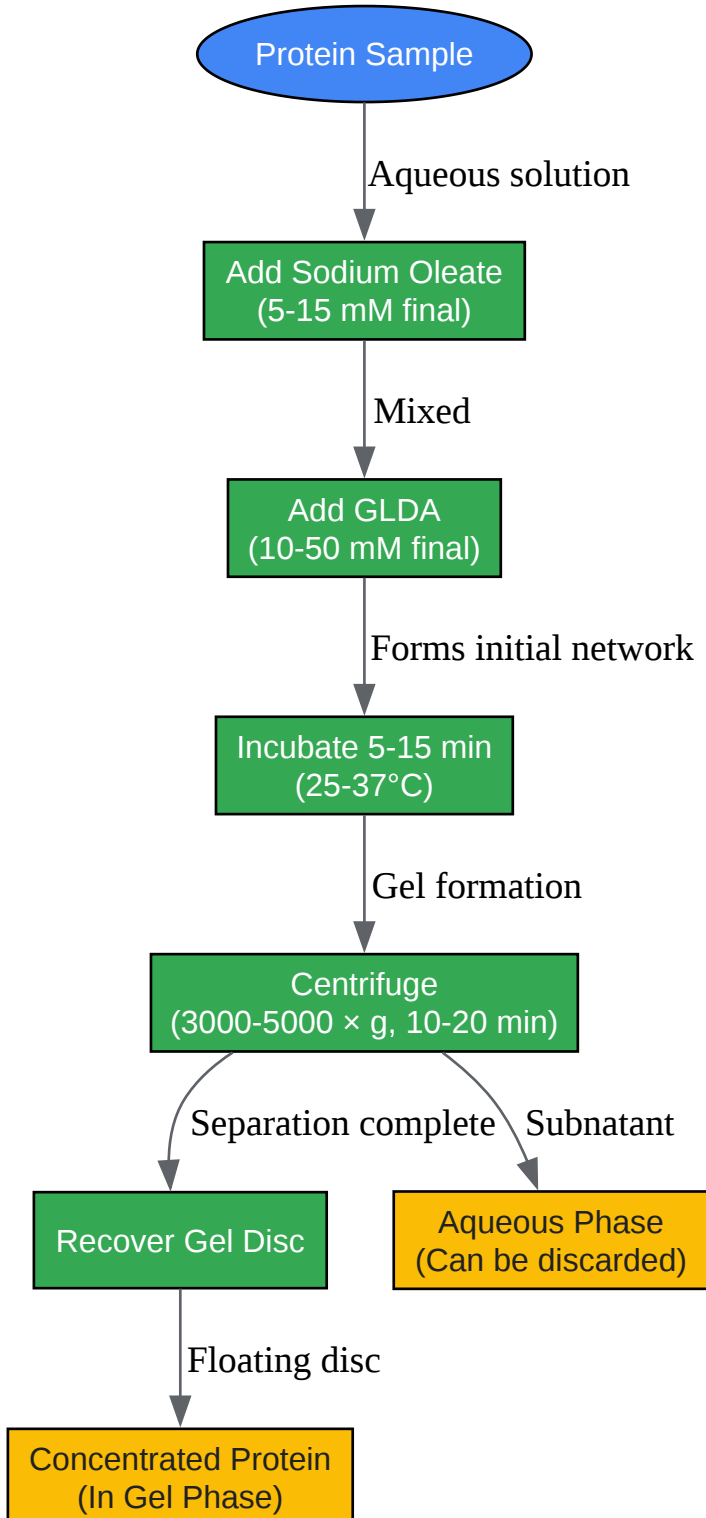 Protein Sample
Aqueous solution
Add Sodium Oleate
(5-15 mM final)
Mixed
Add GLDA
(10-50 mM final)
Forms initial network
Incubate 5-15 min
(25-37°C)
Gel formation
Centrifuge
(3000-5000 × g, 10-20 min)
Separation complete
Subnatant
Recover Gel Disc
Aqueous Phase
(Can be discarded)
Floating disc
Concentrated Protein
(In Gel Phase)